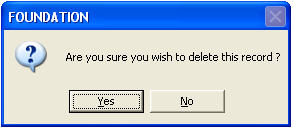 FOUNDATION
Are you sure you wish to delete this record ?
Yes No